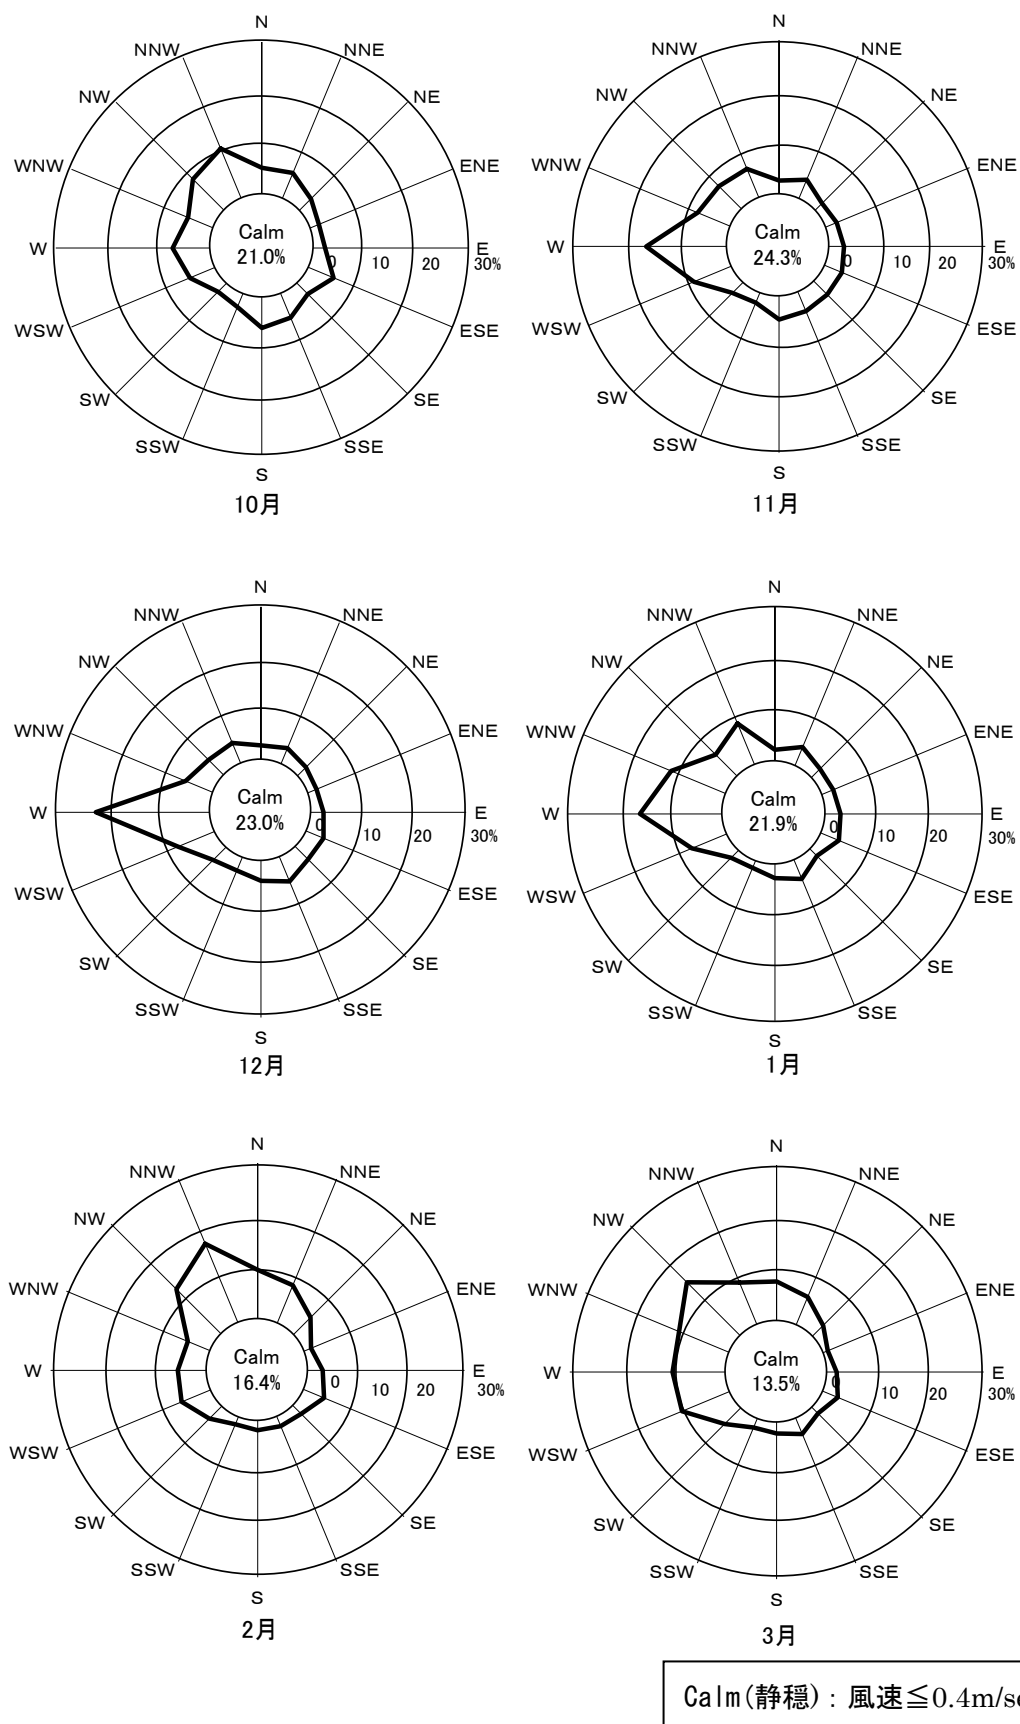 N
NNW NNE
NW NE
WNW ENE
W Calm E
21.0% 0 10 20 30%
WSW ESE
SW SE
SSW SSE
S
10月
N
NNW NNE
NW NE
WNW ENE
W Calm E
24.3% 0 10 20 30%
WSW ESE
SW SE
SSW SSE
S
11月
N
NNW NNE
NW NE
WNW ENE
W Calm E
23.0% 0 10 20 30%
WSW ESE
SW SE
SSW SSE
S
12月
N
NNW NNE
NW NE
WNW ENE
W Calm E
21.9% 0 10 20 30%
WSW ESE
SW SE
SSW SSE
S
1月
N
NNW NNE
NW NE
WNW ENE
W Calm E
16.4% 0 10 20 30%
WSW ESE
SW SE
SSW SSE
S
2月
N
NNW NNE
NW NE
WNW ENE
W Calm E
13.5% 0 10 20 30%
WSW ESE
SW SE
SSW SSE
S
3月
Calm(静穏)：風速≦0.4m/s